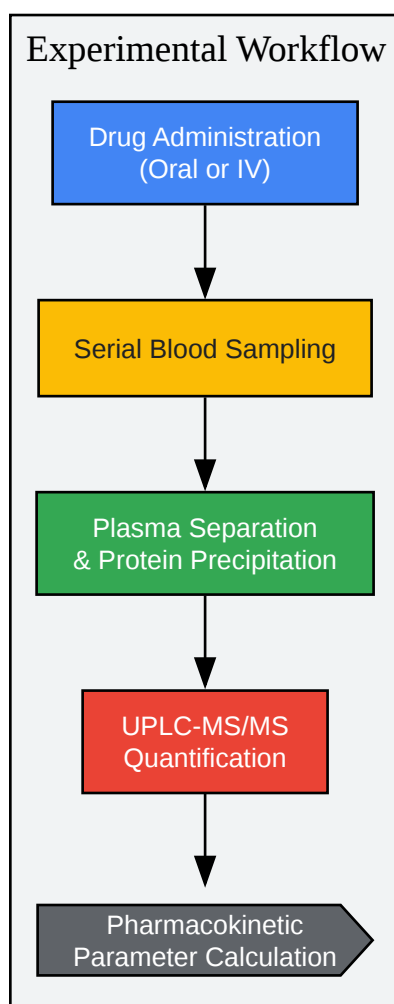 Experimental Workflow
Drug Administration
(Oral or IV)
Serial Blood Sampling
Plasma Separation
& Protein Precipitation
UPLC-MS/MS
Quantification
Pharmacokinetic
Parameter Calculation